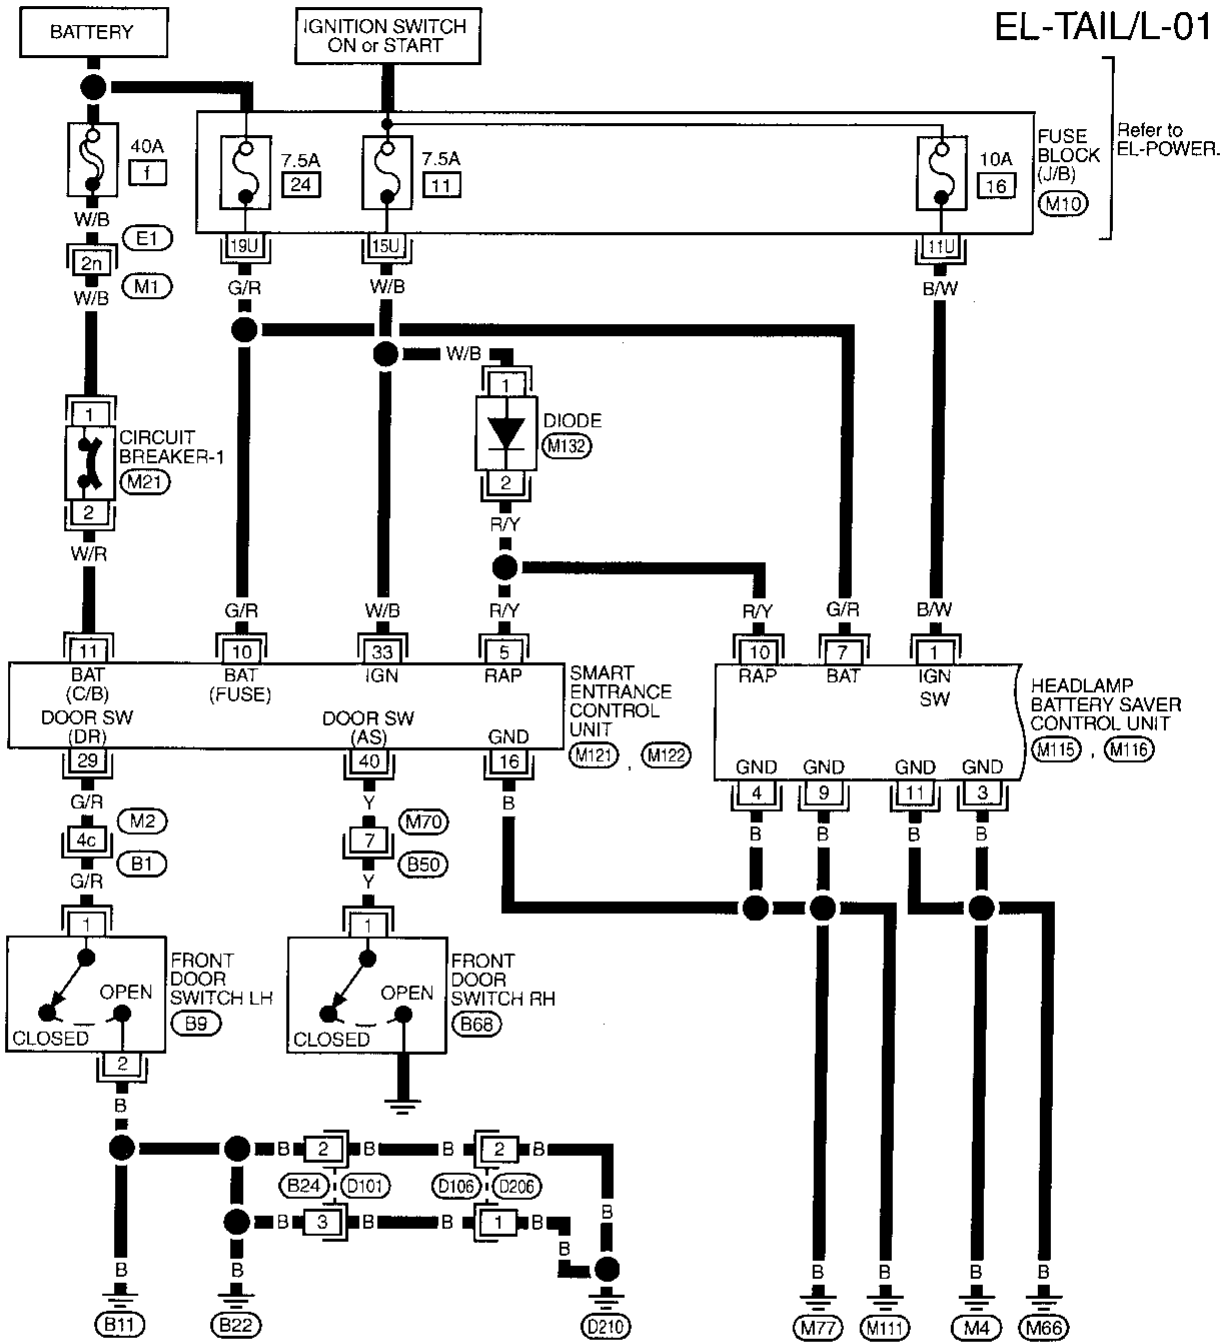 EL-TAIL/L-01
BATTERY
IGNITION SWITCH
ON or START
40A
f
7.5A
24
7.5A
11
10A
16
FUSE
BLOCK
(J/B)
M10
Refer to
EL-POWER.
W/B
E1
2n
M1
W/B
19U
15U
11U
G/R
W/B
B/W
W/B
1
DIODE
M132
2
R/Y
1
CIRCUIT
BREAKER-1
M21
2
W/R
G/R
W/B
R/Y
R/Y
G/R
B/W
11
10
33
5
10
7
1
BAT
(C/B)
BAT
(FUSE)
IGN
RAP
DOOR SW
(DR)
DOOR SW
(AS)
GND
SMART
ENTRANCE
CONTROL
UNIT
M121 , M122
RAP
BAT
IGN
SW
GND
GND
GND
GND
HEADLAMP
BATTERY SAVER
CONTROL UNIT
M115 , M116
29
40
16
4
9
11
3
G/R
Y
B
B
B
B
B
M2
4c
B1
M70
7
B50
G/R
Y
1
1
OPEN
CLOSED
FRONT
DOOR
SWITCH LH
B9
OPEN
CLOSED
FRONT
DOOR
SWITCH RH
B68
2
B
B
2
B
B
2
B
B24
D101
D106
D206
B
3
B
B
1
B
B
B
B
B
B
B
B
B
B
B11
B22
D210
M77
M111
M4
M66